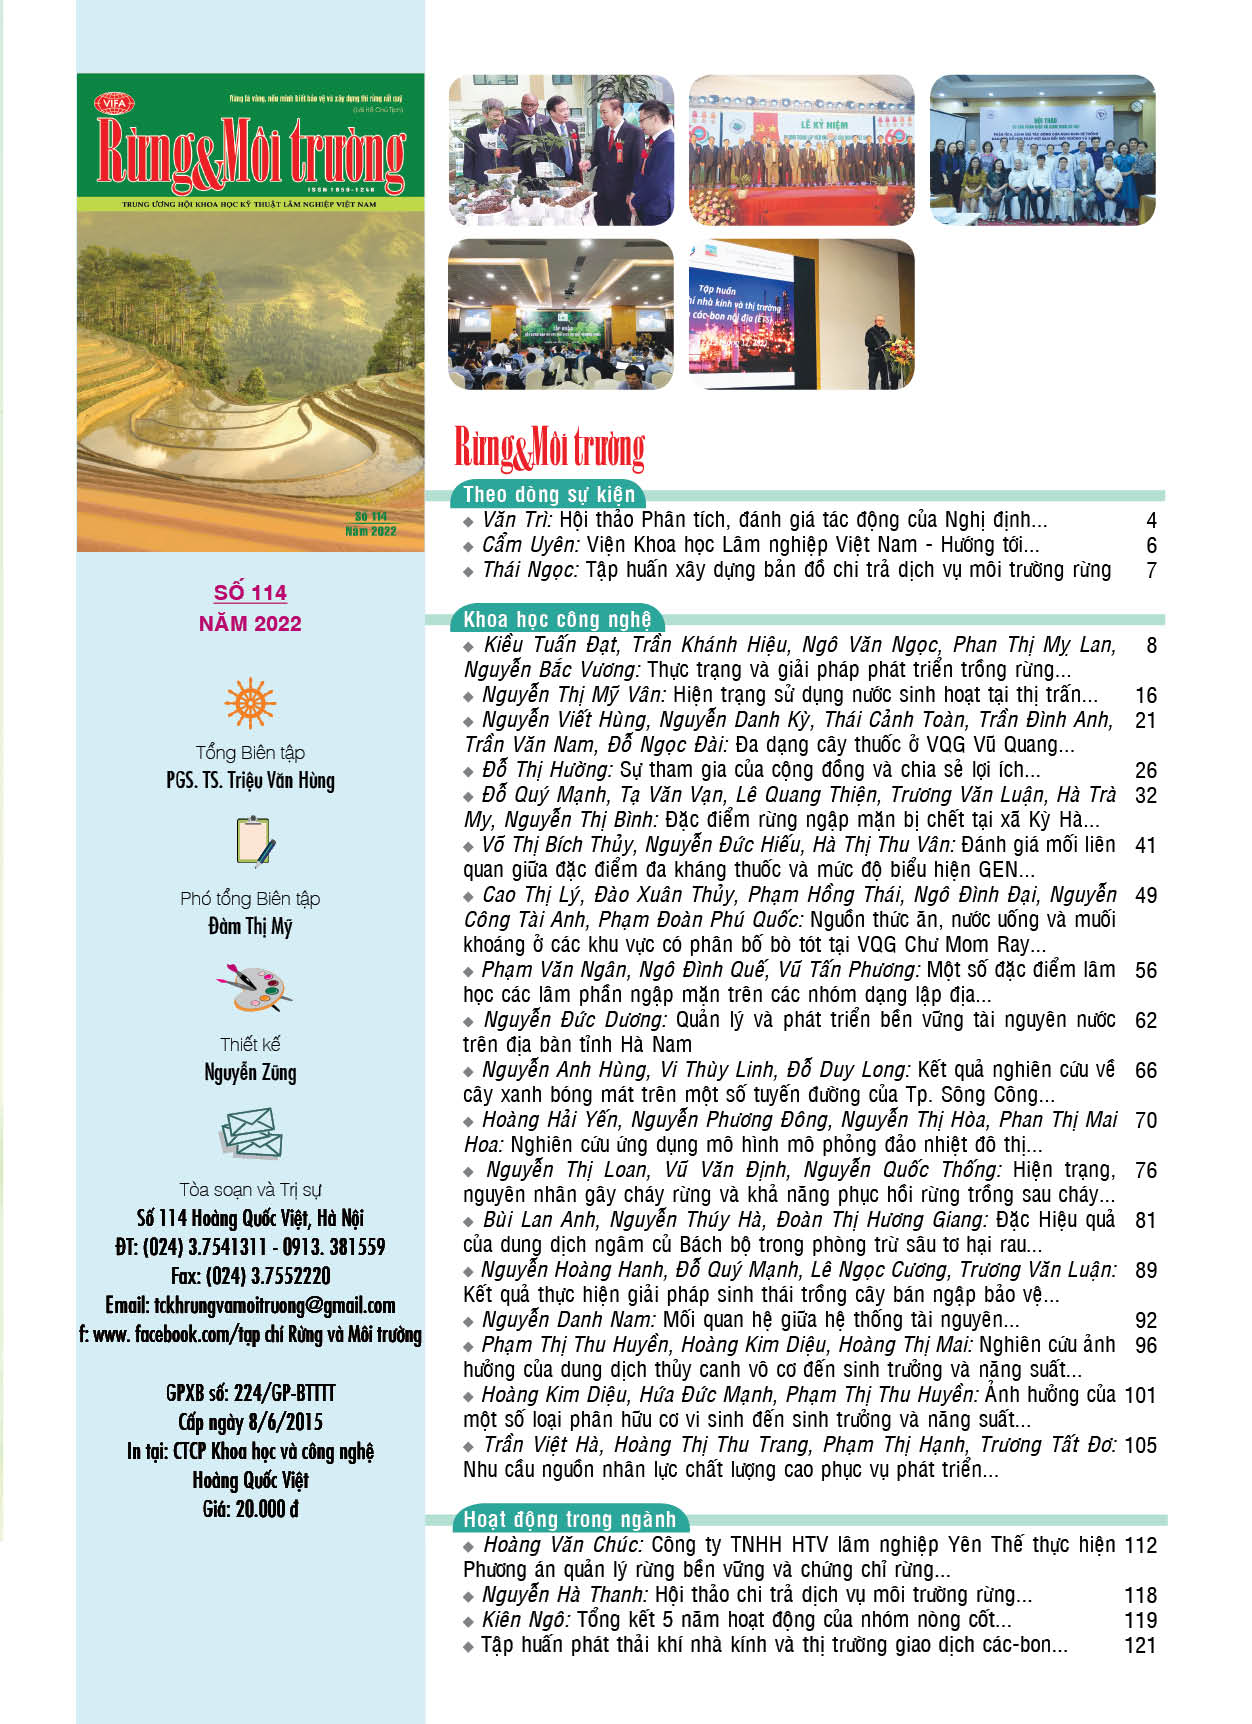 VIFA
Rừng là vàng, nếu mình biết bảo vệ và xây dựng thì rừng rất quý
(Lời Hồ Chủ Tịch)
Rừng&Môi trường
ISSN 1859-1248
TRUNG ƯƠNG HỘI KHOA HỌC KỸ THUẬT LÂM NGHIỆP VIỆT NAM
Số 114
Năm 2022
SỐ 114
NĂM 2022
Tổng Biên tập
PGS. TS. Triệu Văn Hùng
Phó tổng Biên tập
Đàm Thị Mỹ
Thiết kế
Nguyễn Zũng
Tòa soạn và Trị sự
Số 114 Hoàng Quốc Việt, Hà Nội
ĐT: (024) 3.7541311 - 0913. 381559
Fax: (024) 3.7552220
Email: tckhrungvamoitruong@gmail.com
f: www. facebook.com/tạp chí Rừng và Môi trường
GPXB số: 224/GP-BTTTT
Cấp ngày 8/6/2015
In tại: CTCP Khoa học và công nghệ
Hoàng Quốc Việt
Giá: 20.000 đ
LỄ KỶ NIỆM
HỘI THẢO
TẬP HUẤN
Tập huấn
hí nhà kính và thị trường
các-bon nội địa (ETS)
Rừng&Môi trường
Theo dòng sự kiện
◆ Văn Trì: Hội thảo Phân tích, đánh giá tác động của Nghị định... 4
◆ Cẩm Uyên: Viện Khoa học Lâm nghiệp Việt Nam - Hướng tới... 6
◆ Thái Ngọc: Tập huấn xây dựng bản đồ chi trả dịch vụ môi trường rừng 7
Khoa học công nghệ
◆ Kiều Tuấn Đạt, Trần Khánh Hiệu, Ngô Văn Ngọc, Phan Thị Mỵ Lan, 8
Nguyễn Bắc Vương: Thực trạng và giải pháp phát triển trồng rừng...
◆ Nguyễn Thị Mỹ Vân: Hiện trạng sử dụng nước sinh hoạt tại thị trấn... 16
◆ Nguyễn Viết Hùng, Nguyễn Danh Kỳ, Thái Cảnh Toàn, Trần Đình Anh, 21
Trần Văn Nam, Đỗ Ngọc Đài: Đa dạng cây thuốc ở VQG Vũ Quang...
◆ Đỗ Thị Hường: Sự tham gia của cộng đồng và chia sẻ lợi ích... 26
◆ Đỗ Quý Mạnh, Tạ Văn Vạn, Lê Quang Thiện, Trương Văn Luận, Hà Trà 32
My, Nguyễn Thị Bình: Đặc điểm rừng ngập mặn bị chết tại xã Kỳ Hà...
◆ Võ Thị Bích Thủy, Nguyễn Đức Hiếu, Hà Thị Thu Vân: Đánh giá mối liên 41
quan giữa đặc điểm đa kháng thuốc và mức độ biểu hiện GEN...
◆ Cao Thị Lý, Đào Xuân Thủy, Phạm Hồng Thái, Ngô Đình Đại, Nguyễn 49
Công Tài Anh, Phạm Đoàn Phú Quốc: Nguồn thức ăn, nước uống và muối
khoáng ở các khu vực có phân bố bò tót tại VQG Chư Mom Ray...
◆ Phạm Văn Ngân, Ngô Đình Quế, Vũ Tấn Phương: Một số đặc điểm lâm 56
học các lâm phần ngập mặn trên các nhóm dạng lập địa...
◆ Nguyễn Đức Dương: Quản lý và phát triển bền vững tài nguyên nước 62
trên địa bàn tỉnh Hà Nam
◆ Nguyễn Anh Hùng, Vi Thùy Linh, Đỗ Duy Long: Kết quả nghiên cứu về 66
cây xanh bóng mát trên một số tuyến đường của Tp. Sông Công...
◆ Hoàng Hải Yến, Nguyễn Phương Đông, Nguyễn Thị Hòa, Phan Thị Mai 70
Hoa: Nghiên cứu ứng dụng mô hình mô phỏng đảo nhiệt đô thị...
◆ Nguyễn Thị Loan, Vũ Văn Định, Nguyễn Quốc Thống: Hiện trạng, 76
nguyên nhân gây cháy rừng và khả năng phục hồi rừng trồng sau cháy...
◆ Bùi Lan Anh, Nguyễn Thúy Hà, Đoàn Thị Hương Giang: Đặc Hiệu quả 81
của dung dịch ngâm củ Bách bộ trong phòng trừ sâu tơ hại rau...
◆ Nguyễn Hoàng Hanh, Đỗ Quý Mạnh, Lê Ngọc Cương, Trương Văn Luận: 89
Kết quả thực hiện giải pháp sinh thái trồng cây bán ngập bảo vệ...
◆ Nguyễn Danh Nam: Mối quan hệ giữa hệ thống tài nguyên... 92
◆ Phạm Thị Thu Huyền, Hoàng Kim Diệu, Hoàng Thị Mai: Nghiên cứu ảnh 96
hưởng của dung dịch thủy canh vô cơ đến sinh trưởng và năng suất...
◆ Hoàng Kim Diệu, Hứa Đức Mạnh, Phạm Thị Thu Huyền: Ảnh hưởng của 101
một số loại phân hữu cơ vi sinh đến sinh trưởng và năng suất...
◆ Trần Việt Hà, Hoàng Thị Thu Trang, Phạm Thị Hạnh, Trương Tất Đơ: 105
Nhu cầu nguồn nhân lực chất lượng cao phục vụ phát triển...
Hoạt động trong ngành
◆ Hoàng Văn Chúc: Công ty TNHH HTV lâm nghiệp Yên Thế thực hiện 112
Phương án quản lý rừng bền vững và chứng chỉ rừng...
◆ Nguyễn Hà Thanh: Hội thảo chi trả dịch vụ môi trường rừng... 118
◆ Kiên Ngô: Tổng kết 5 năm hoạt động của nhóm nòng cốt... 119
◆ Tập huấn phát thải khí nhà kính và thị trường giao dịch các-bon... 121